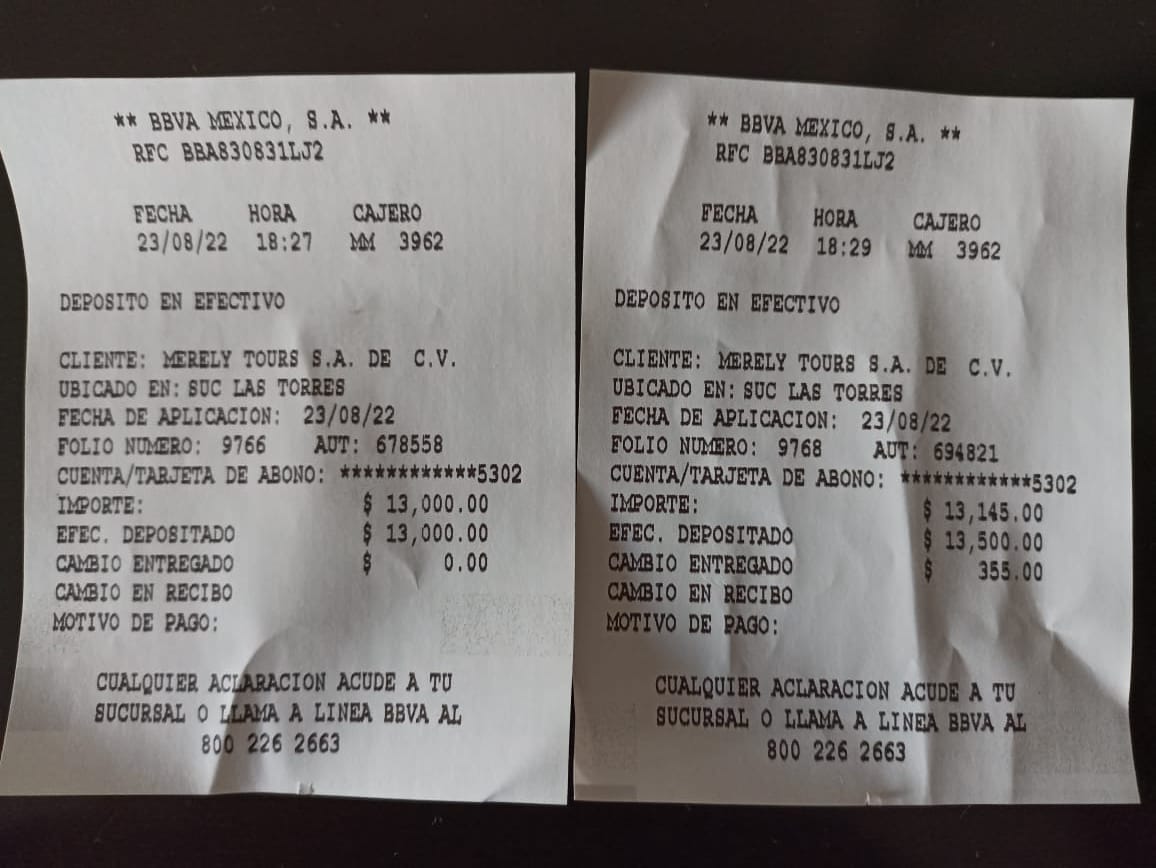 ** BBVA MEXICO, S.A. **
RFC BBA830831LJ2
FECHA HORA CAJERO
23/08/22 18:27 MM 3962
DEPOSITO EN EFECTIVO
CLIENTE: MERELY TOURS S.A. DE C.V.
UBICADO EN: SUC LAS TORRES
FECHA DE APLICACION: 23/08/22
FOLIO NUMERO: 9766 AUT: 678558
CUENTA/TARJETA DE ABONO: ************5302
IMPORTE: $ 13,000.00
EFEC. DEPOSITADO $ 13,000.00
CAMBIO ENTREGADO $ 0.00
CAMBIO EN RECIBO
MOTIVO DE PAGO:
CUALQUIER ACLARACION ACUDE A TU
SUCURSAL O LLAMA A LINEA BBVA AL
800 226 2663
** BBVA MEXICO, S.A. **
RFC BBA830831LJ2
FECHA HORA CAJERO
23/08/22 18:29 MM 3962
DEPOSITO EN EFECTIVO
CLIENTE: MERELY TOURS S.A. DE C.V.
UBICADO EN: SUC LAS TORRES
FECHA DE APLICACION: 23/08/22
FOLIO NUMERO: 9768 AUT: 694821
CUENTA/TARJETA DE ABONO: ************5302
IMPORTE: $ 13,145.00
EFEC. DEPOSITADO $ 13,500.00
CAMBIO ENTREGADO $ 355.00
CAMBIO EN RECIBO
MOTIVO DE PAGO:
CUALQUIER ACLARACION ACUDE A TU
SUCURSAL O LLAMA A LINEA BBVA AL
800 226 2663